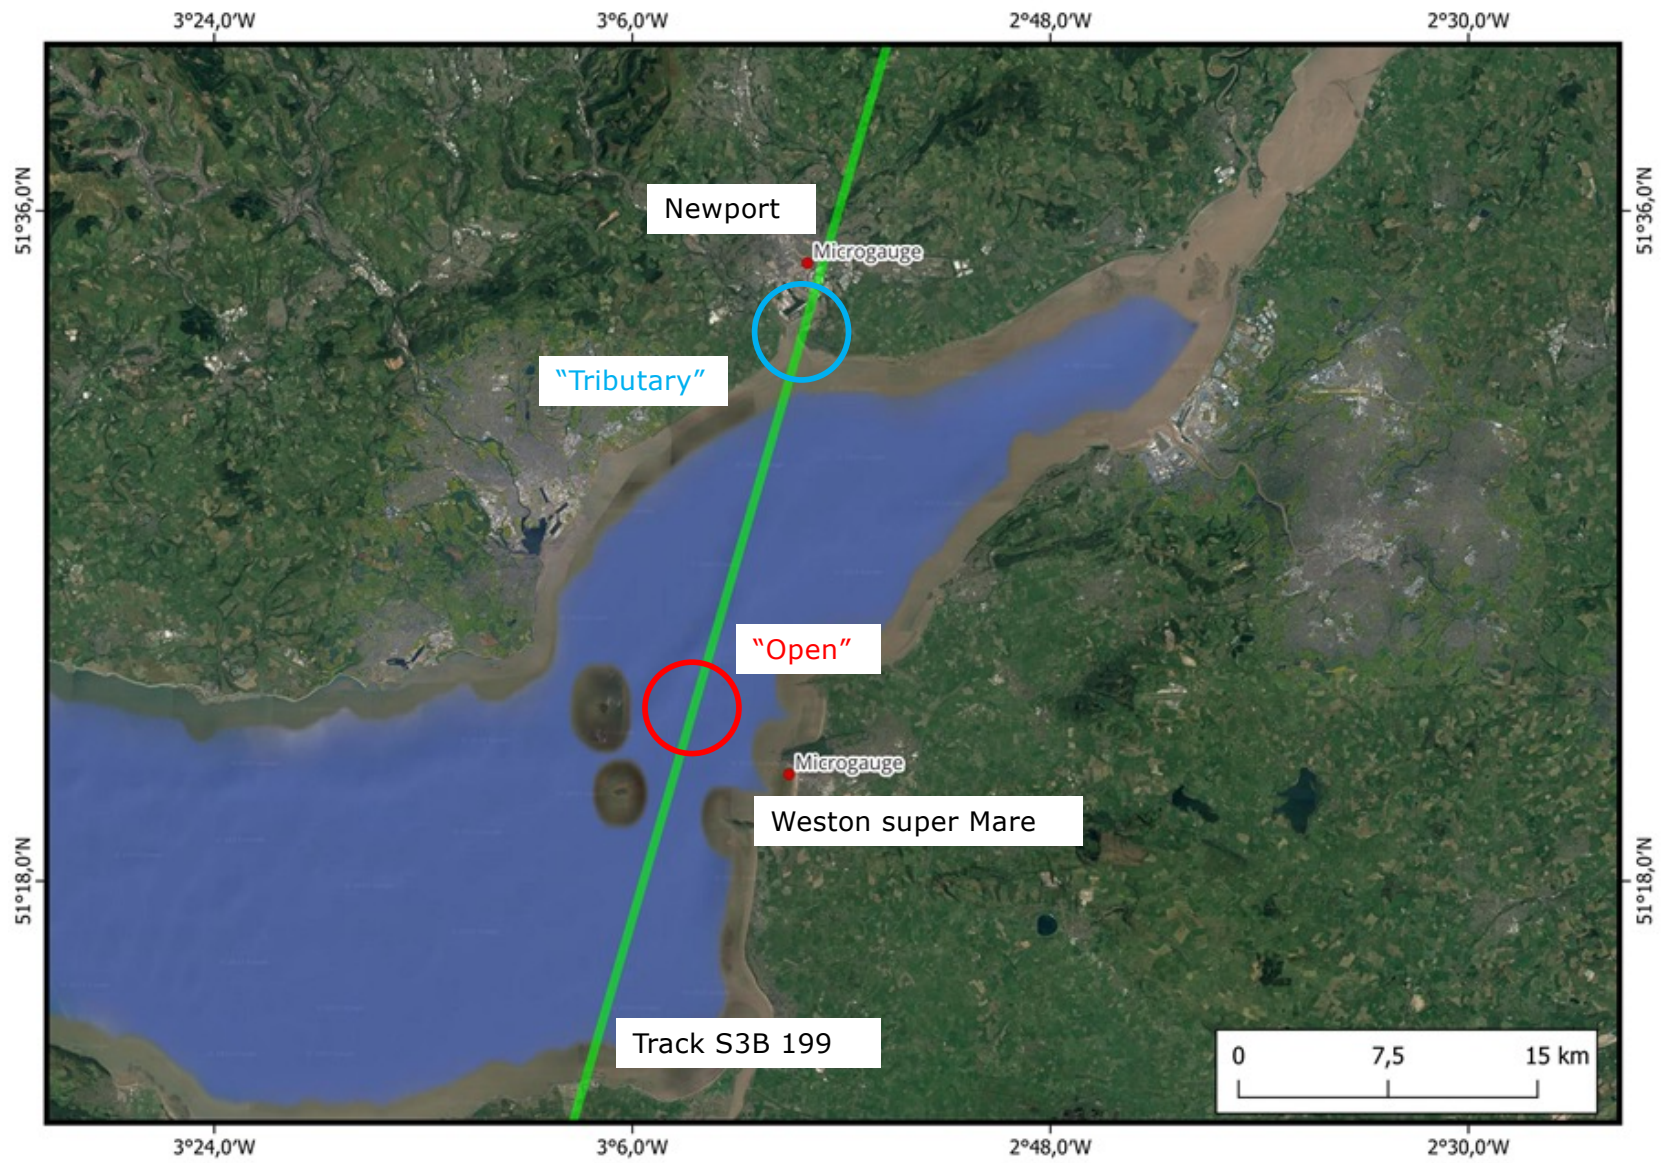 3°24,0′W 3°6,0′W 2°48,0′W 2°30,0′W
51°36,0′N 51°36,0′N
Newport
Microgauge
“Tributary”
“Open”
Microgauge
Weston super Mare
51°18,0′N 51°18,0′N
Track S3B 199
0 7,5 15 km
3°24,0′W 3°6,0′W 2°48,0′W 2°30,0′W